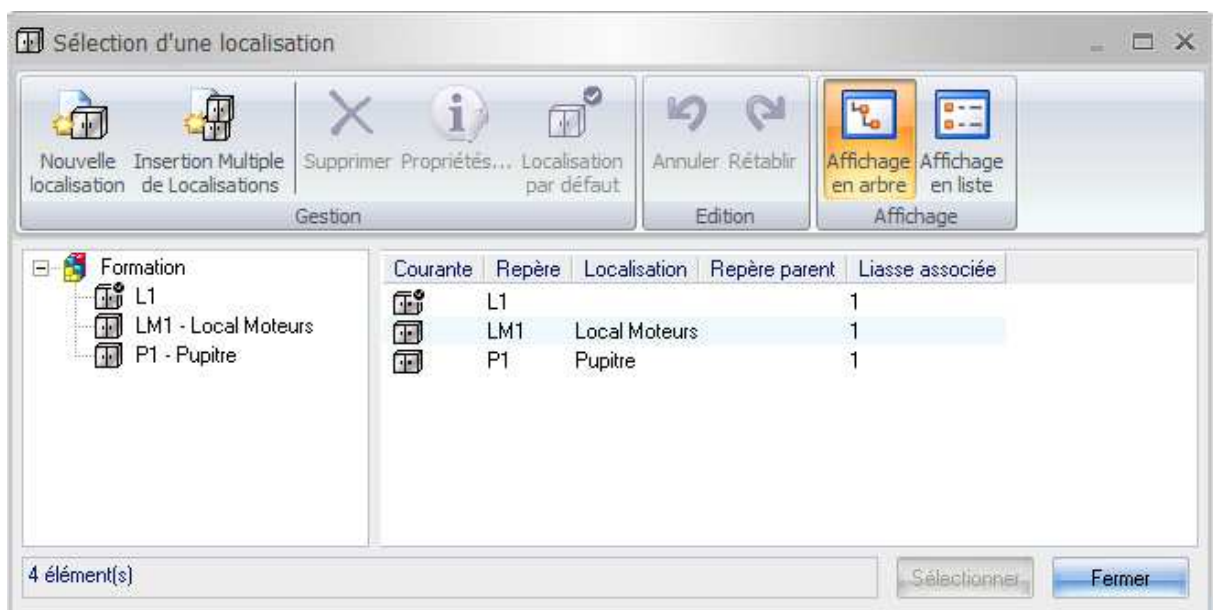 Sélection d'une localisation
Nouvelle localisation
Insertion Multiple de Localisations
Supprimer
Propriétés...
Localisation par défaut
Annuler
Rétablir
Affichage en arbre
Affichage en liste
Gestion
Edition
Affichage
Formation
L1
LM1 - Local Moteurs
P1 - Pupitre
Courante Repère Localisation Repère parent Liasse associée
L1 1
LM1 Local Moteurs 1
P1 Pupitre 1
4 élément(s)
Sélectionner
Fermer